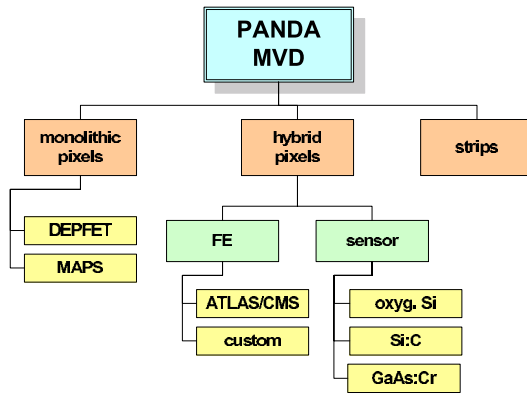 PANDA
MVD
monolithic
pixels
hybrid
pixels
strips
DEPFET
MAPS
FE
sensor
ATLAS/CMS
custom
oxyg. Si
Si:C
GaAs:Cr